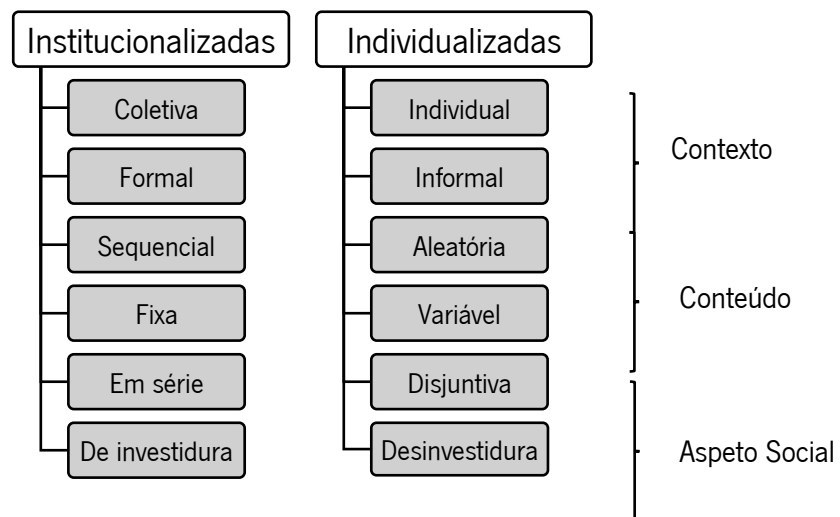 Institucionalizadas
Coletiva
Formal
Sequencial
Fixa
Em série
De investidura
Individualizadas
Individual
Informal
Aleatória
Variável
Disjuntiva
Desinvestidura
Contexto
Conteúdo
Aspeto Social